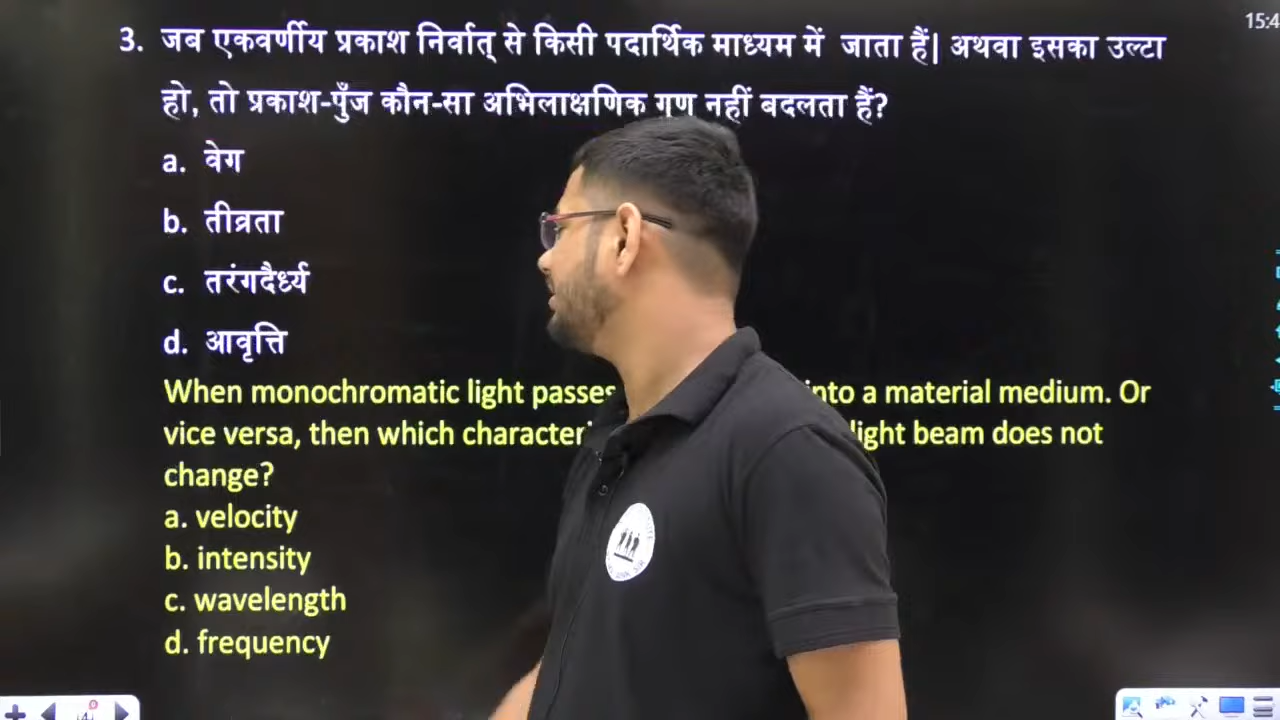 3. जब एकवर्णीय प्रकाश निर्वात् से किसी पदार्थिक माध्यम में जाता हैं| अथवा इसका उल्टा
हो, तो प्रकाश-पुँज कौन-सा अभिलाक्षणिक गुण नहीं बदलता हैं?
a. वेग
b. तीव्रता
c. तरंगदैर्ध्य
d. आवृत्ति
When monochromatic light passes into a material medium. Or
vice versa, then which light beam does not
change?
a. velocity
b. intensity
c. wavelength
d. frequency